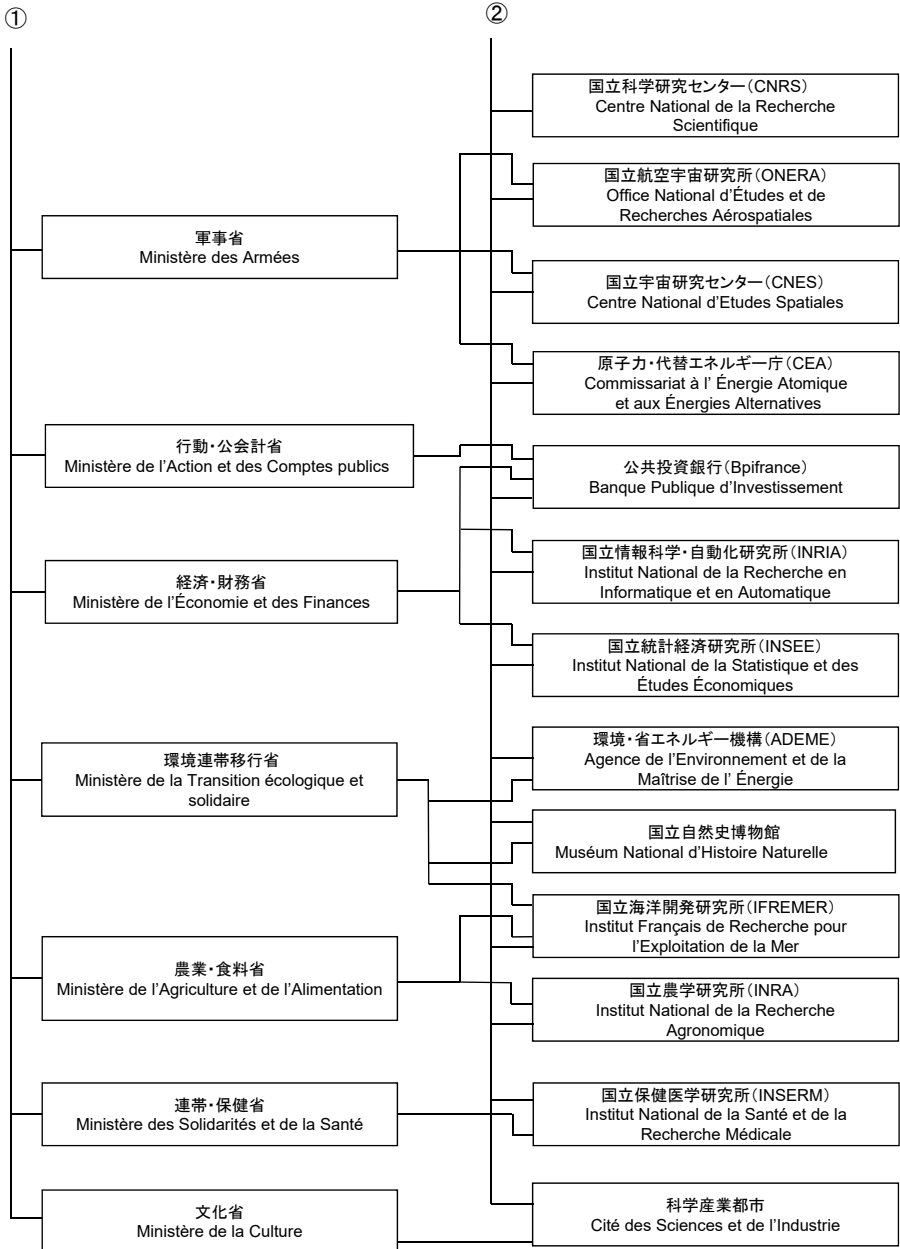 ①
②
軍事省
Ministère des Armées
行動・公会計省
Ministère de l’Action et des Comptes publics
経済・財務省
Ministère de l’Économie et des Finances
環境連帯移行省
Ministère de la Transition écologique et
solidaire
農業・食料省
Ministère de l’Agriculture et de l’Alimentation
連帯・保健省
Ministère des Solidarités et de la Santé
文化省
Ministère de la Culture
国立科学研究センター(CNRS)
Centre National de la Recherche
Scientifique
国立航空宇宙研究所(ONERA)
Office National d’Études et de
Recherches Aérospatiales
国立宇宙研究センター(CNES)
Centre National d’Etudes Spatiales
原子力・代替エネルギー庁(CEA)
Commissariat à l’ Énergie Atomique
et aux Énergies Alternatives
公共投資銀行(Bpifrance)
Banque Publique d’Investissement
国立情報科学・自動化研究所(INRIA)
Institut National de la Recherche en
Informatique et en Automatique
国立統計経済研究所(INSEE)
Institut National de la Statistique et des
Études Économiques
環境・省エネルギー機構(ADEME)
Agence de l’Environnement et de la
Maîtrise de l’ Énergie
国立自然史博物館
Muséum National d’Histoire Naturelle
国立海洋開発研究所(IFREMER)
Institut Français de Recherche pour
l’Exploitation de la Mer
国立農学研究所(INRA)
Institut National de la Recherche
Agronomique
国立保健医学研究所(INSERM)
Institut National de la Santé et de la
Recherche Médicale
科学産業都市
Cité des Sciences et de l’Industrie